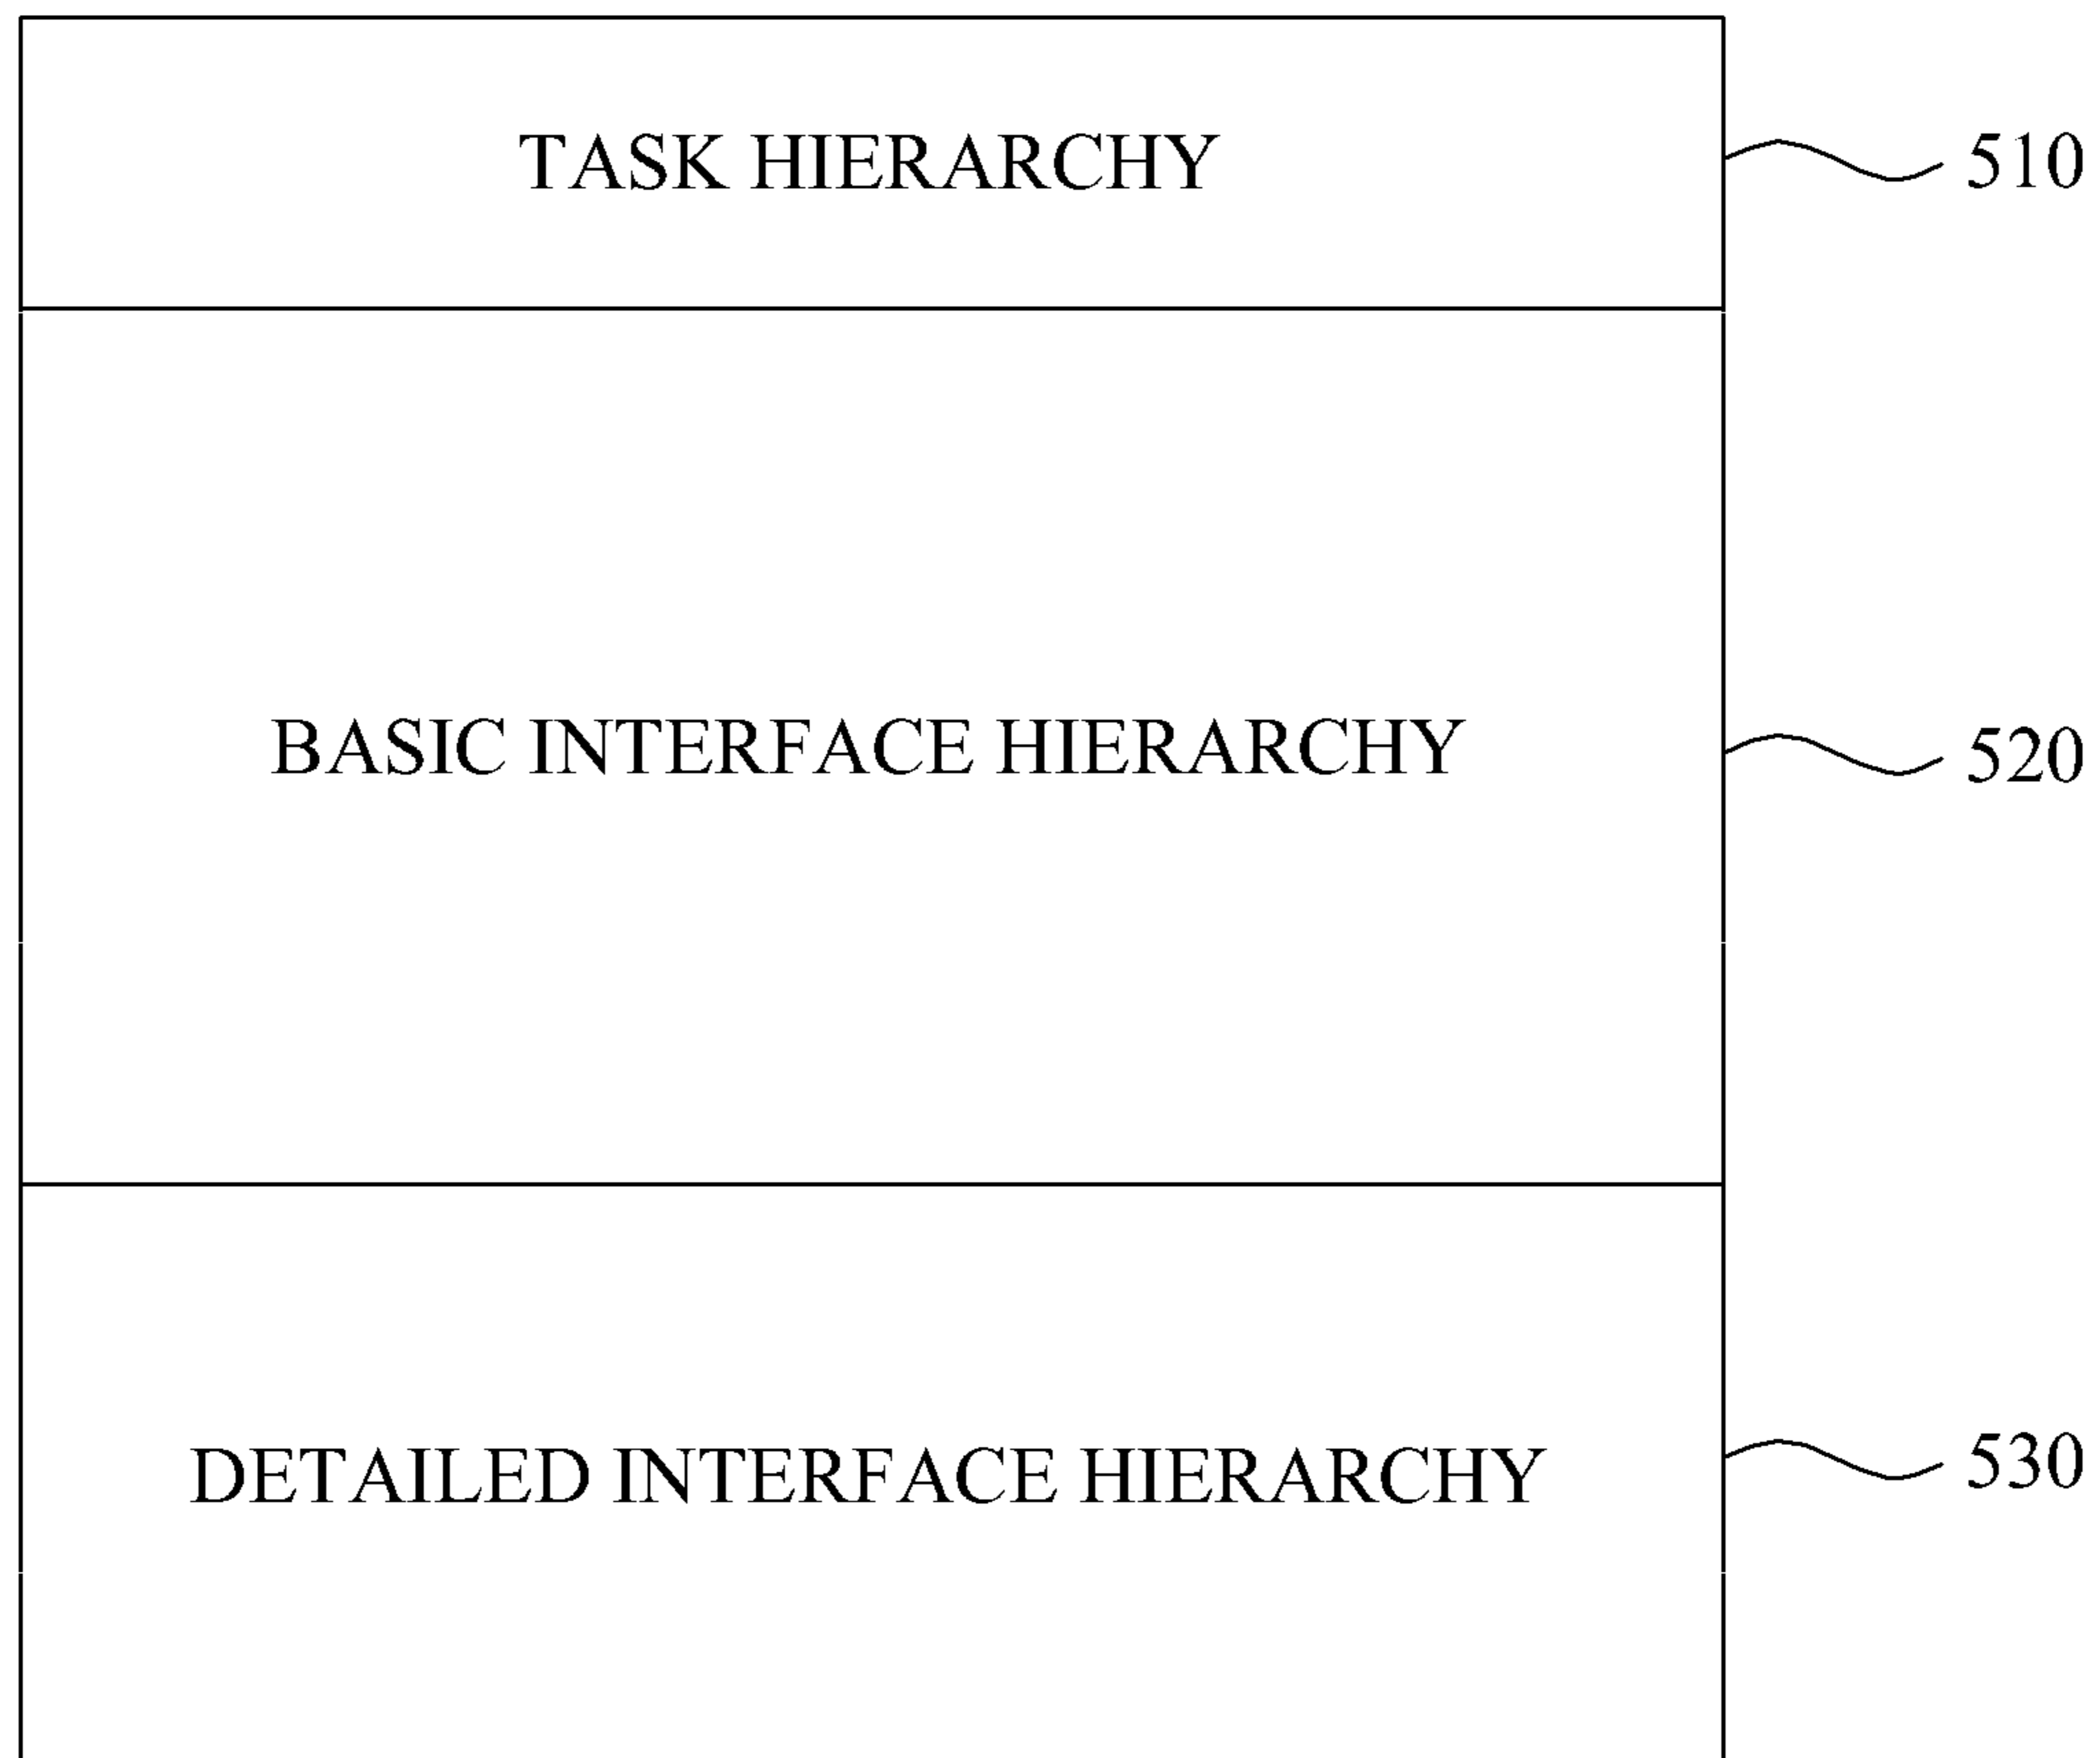 TASK HIERARCHY 510
BASIC INTERFACE HIERARCHY 520
DETAILED INTERFACE HIERARCHY 530